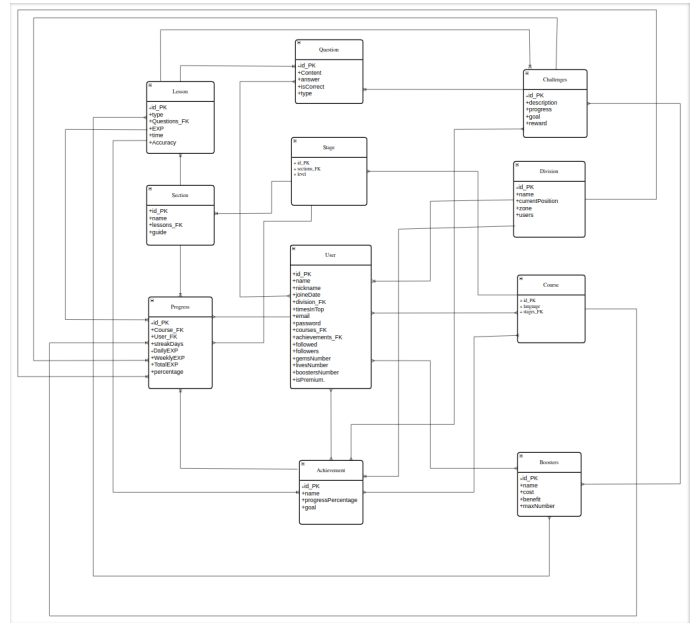 Question
-id_PK
+Content
+answer
+isCorrect
+type
Challenges
-id_PK
+description
+progress
+goal
+reward
Lesson
-id_PK
+type
+Questions_FK
+EXP
+time
+Accuracy
Stage
+ id_PK
+ sections_FK
+ level
Division
-id_PK
+name
+currentPosition
+zone
+users
Section
+id_PK
+name
+lessons_FK
+guide
User
+id_PK
+name
+nickname
+joineDate
+division_FK
+timesInTop
+email
+password
+courses_FK
+achievements_FK
+followed
+followers
+gemsNumber
+livesNumber
+boostersNumber
+isPremium.
Course
+ id_PK
+ language
+ stages_FK
Progress
-id_PK
+Course_FK
+User_FK
+streakDays
+DailyEXP
+WeeklyEXP
+TotalEXP
+percentage
Achievement
+id_PK
+name
+progressPercentage
+goal
Boosters
-id_PK
+name
+cost
+benefit
+maxNumber